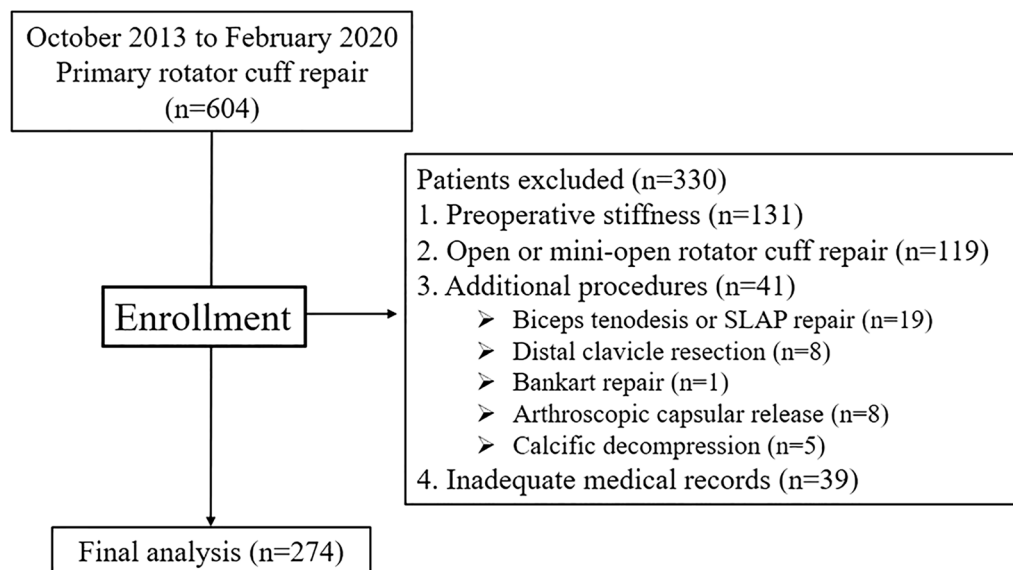 October 2013 to February 2020
Primary rotator cuff repair
(n=604)
Patients excluded (n=330)
1. Preoperative stiffness (n=131)
2. Open or mini-open rotator cuff repair (n=119)
3. Additional procedures (n=41)
➢ Biceps tenodesis or SLAP repair (n=19)
➢ Distal clavicle resection (n=8)
➢ Bankart repair (n=1)
➢ Arthroscopic capsular release (n=8)
➢ Calcific decompression (n=5)
4. Inadequate medical records (n=39)
Enrollment
Final analysis (n=274)